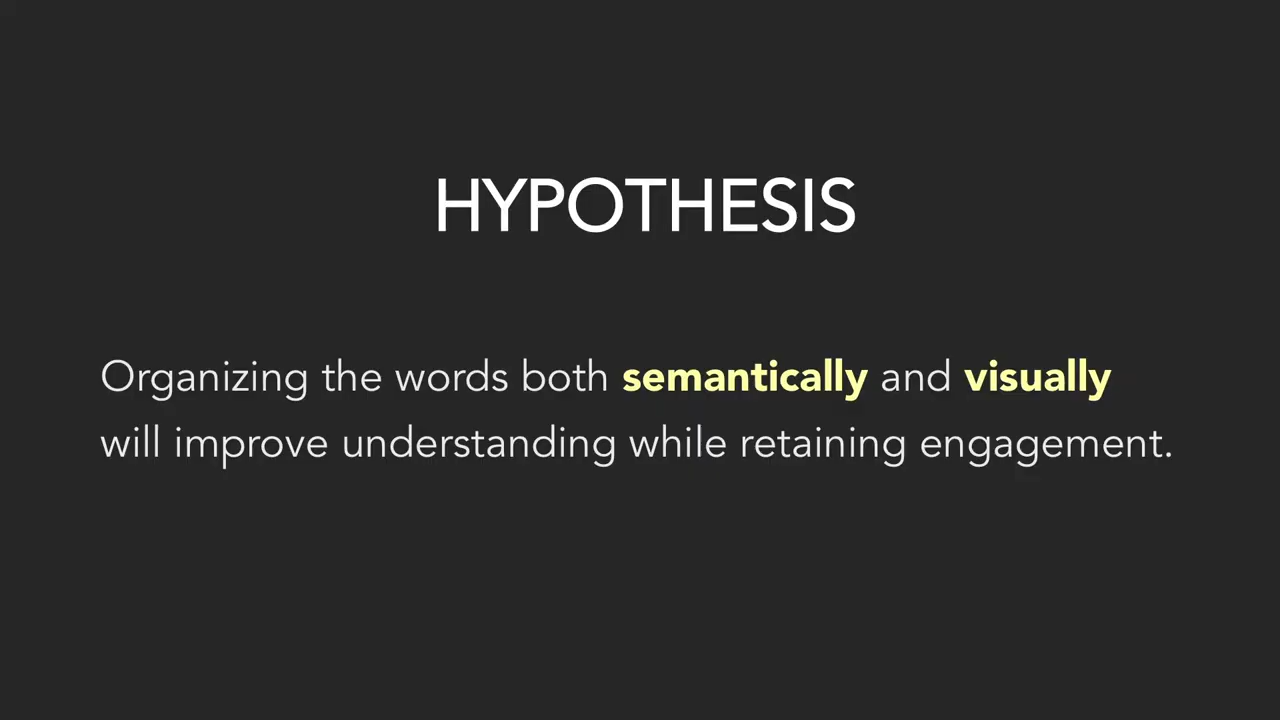 HYPOTHESIS
Organizing the words both semantically and visually
will improve understanding while retaining engagement.